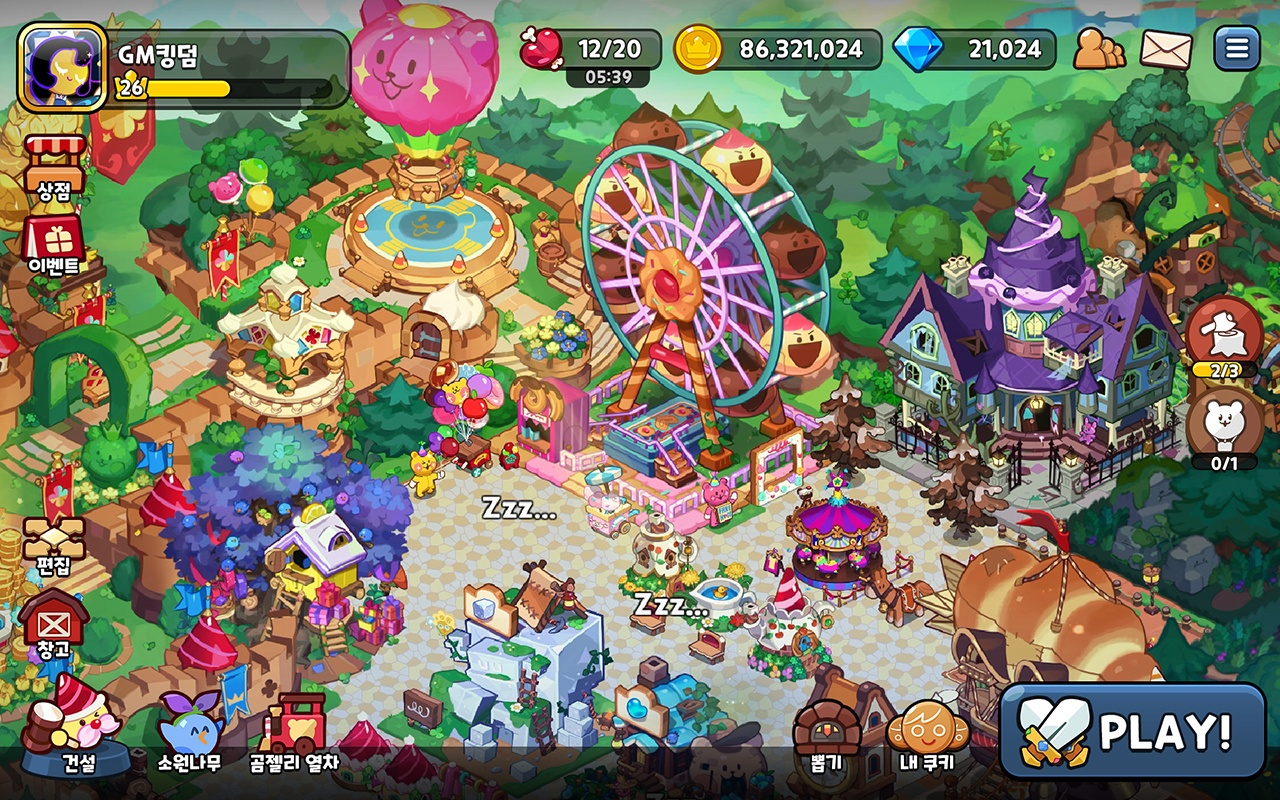 GM킹덤
26
12/20
05:39
86,321,024
21,024
상점
이벤트
2/3
0/1
Zzz...
편집
Zzz...
창고
건설
소원나무
곰젤리 열차
뽑기
내 쿠키
PLAY!